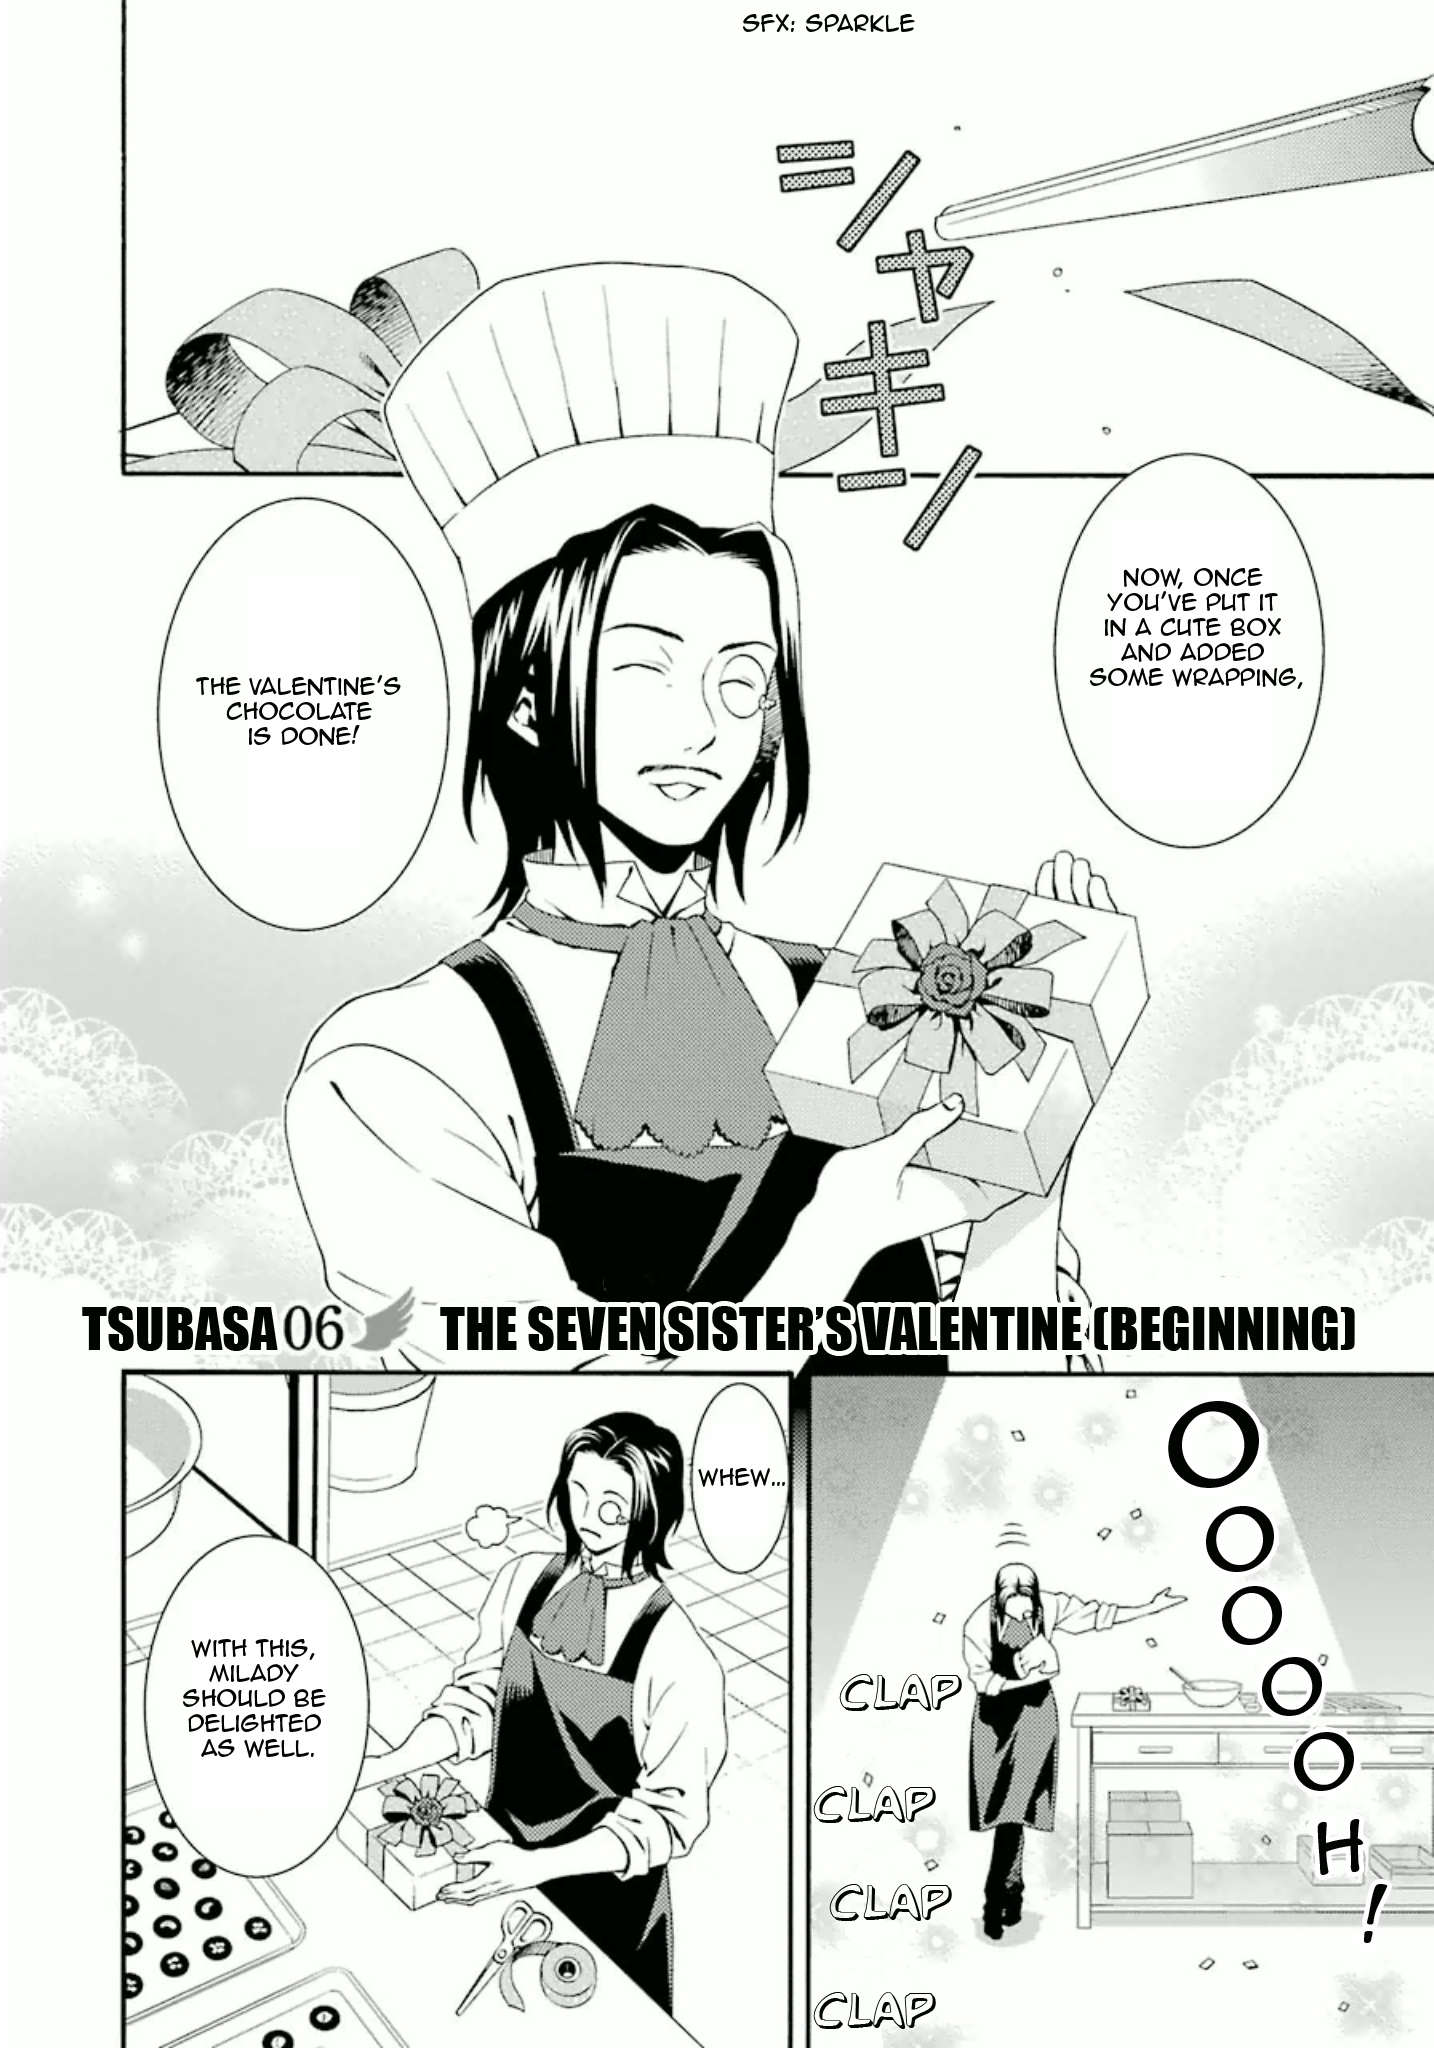 SFX: SPARKLE
シャキン
NOW, ONCE
YOU'VE PUT IT
IN A CUTE BOX
AND ADDED
SOME WRAPPING,
THE VALENTINE'S
CHOCOLATE
IS DONE!
TSUBASA 06 THE SEVEN SISTER'S VALENTINE (BEGINNING)
OOOOOH!
CLAP
CLAP
CLAP
CLAP
WHEW...
WITH THIS,
MILADY
SHOULD BE
DELIGHTED
AS WELL.